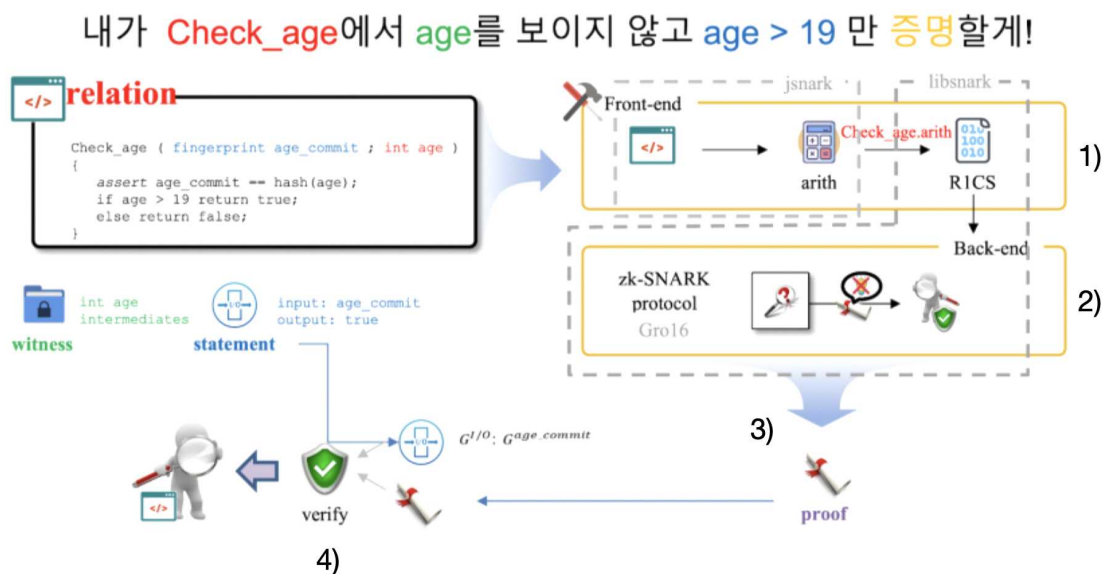 내가 Check_age에서 age를 보이지 않고 age > 19 만 증명할게!
</>
relation
Check_age ( fingerprint age_commit ; int age )
{
assert age_commit == hash(age);
if age > 19 return true;
else return false;
}
jsnark
libsnark
Front-end
</>
Check_age.arith
arith
R1CS
1)
Back-end
zk-SNARK
protocol
Gro16
2)
int age
intermediates
witness
I/O
input: age_commit
output: true
statement
3)
I/O
G^{I/O}: G^{age_commit}
</>
verify
proof
4)